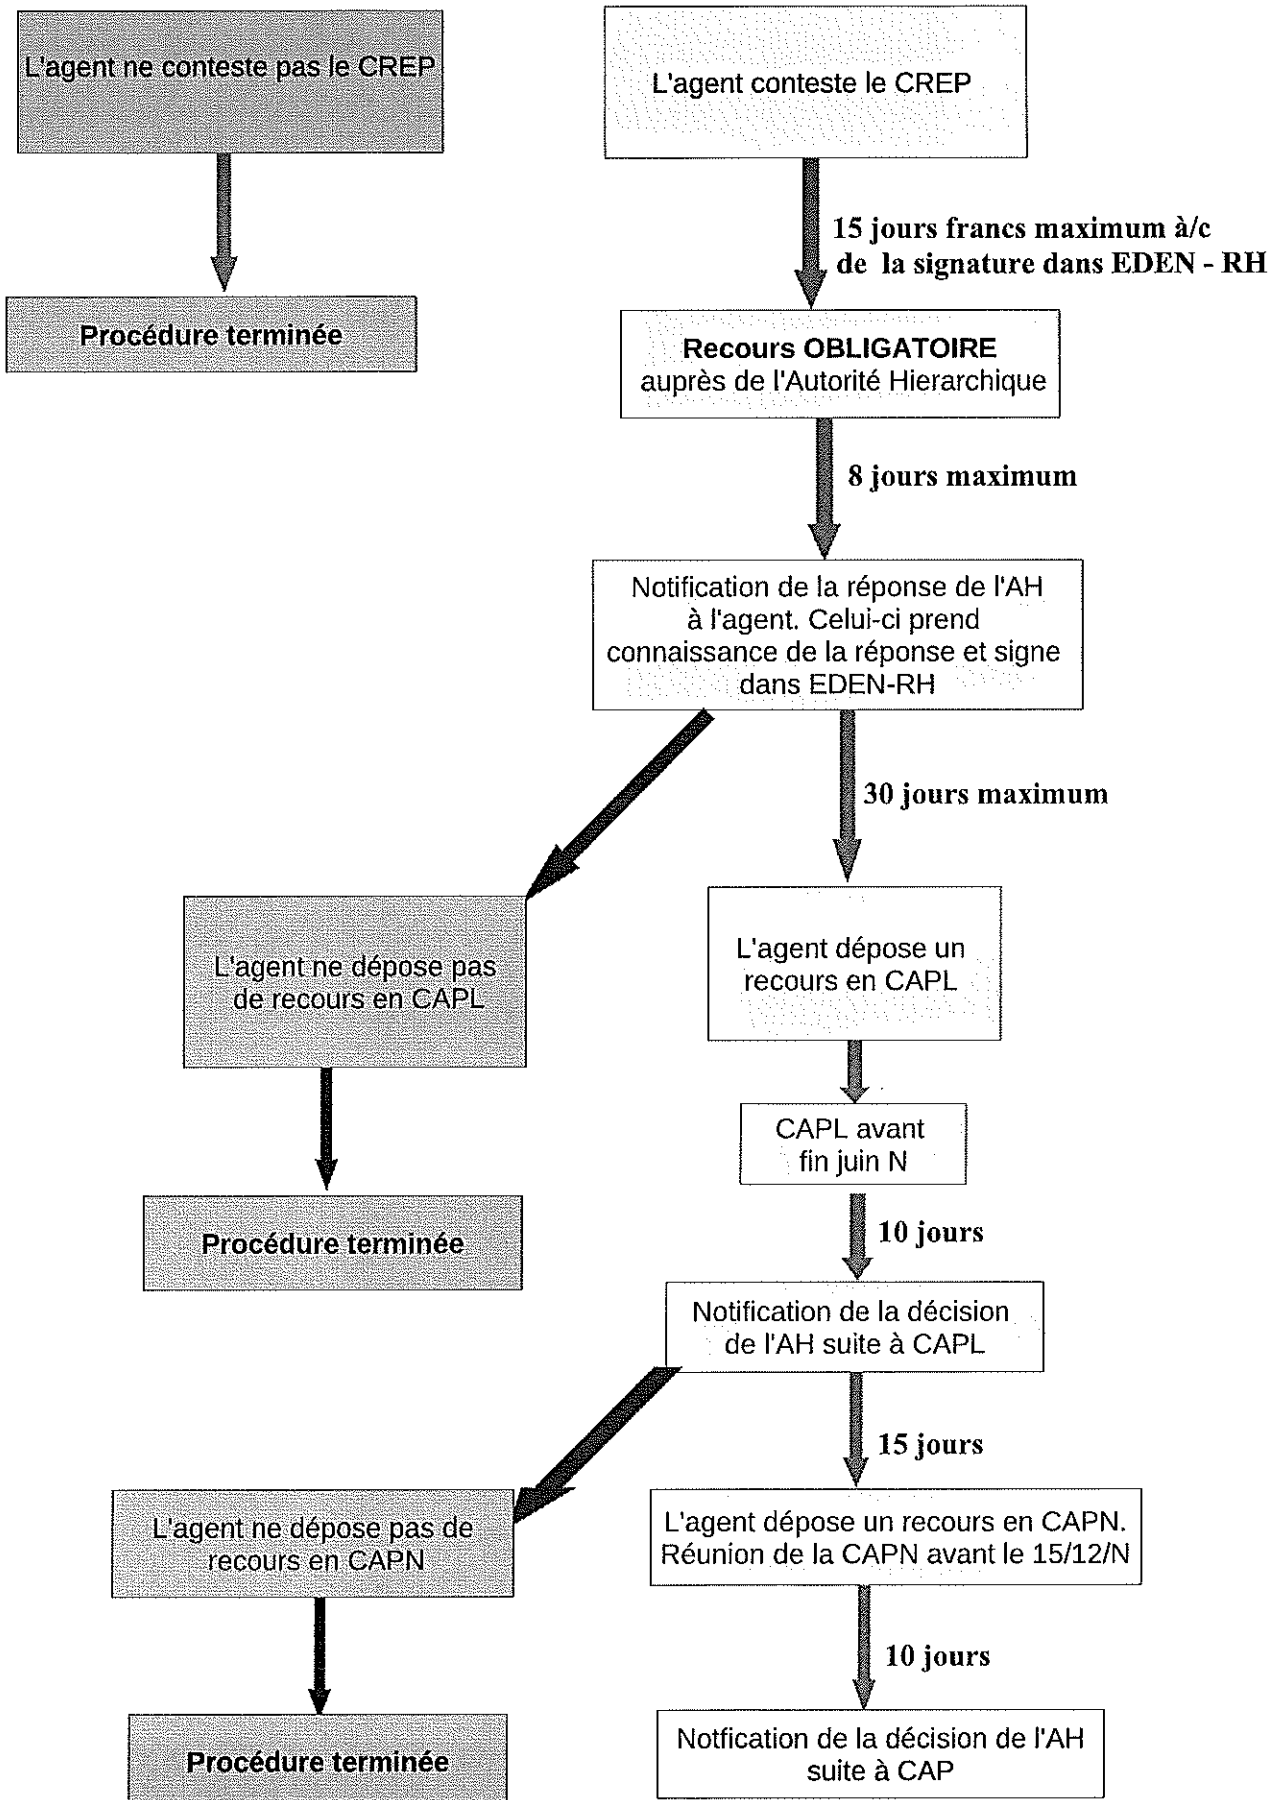 L'agent ne conteste pas le CREP
L'agent conteste le CREP
15 jours francs maximum à/c
de la signature dans EDEN - RH
Procédure terminée
Recours OBLIGATOIRE
auprès de l'Autorité Hierarchique
8 jours maximum
Notification de la réponse de l'AH
à l'agent. Celui-ci prend
connaissance de la réponse et signe
dans EDEN-RH
30 jours maximum
L'agent ne dépose pas
de recours en CAPL
L'agent dépose un
recours en CAPL
CAPL avant
fin juin N
Procédure terminée
10 jours
Notification de la décision
de l'AH suite à CAPL
15 jours
L'agent ne dépose pas de
recours en CAPN
L'agent dépose un recours en CAPN.
Réunion de la CAPN avant le 15/12/N
10 jours
Procédure terminée
Notfication de la décision de l'AH
suite à CAP